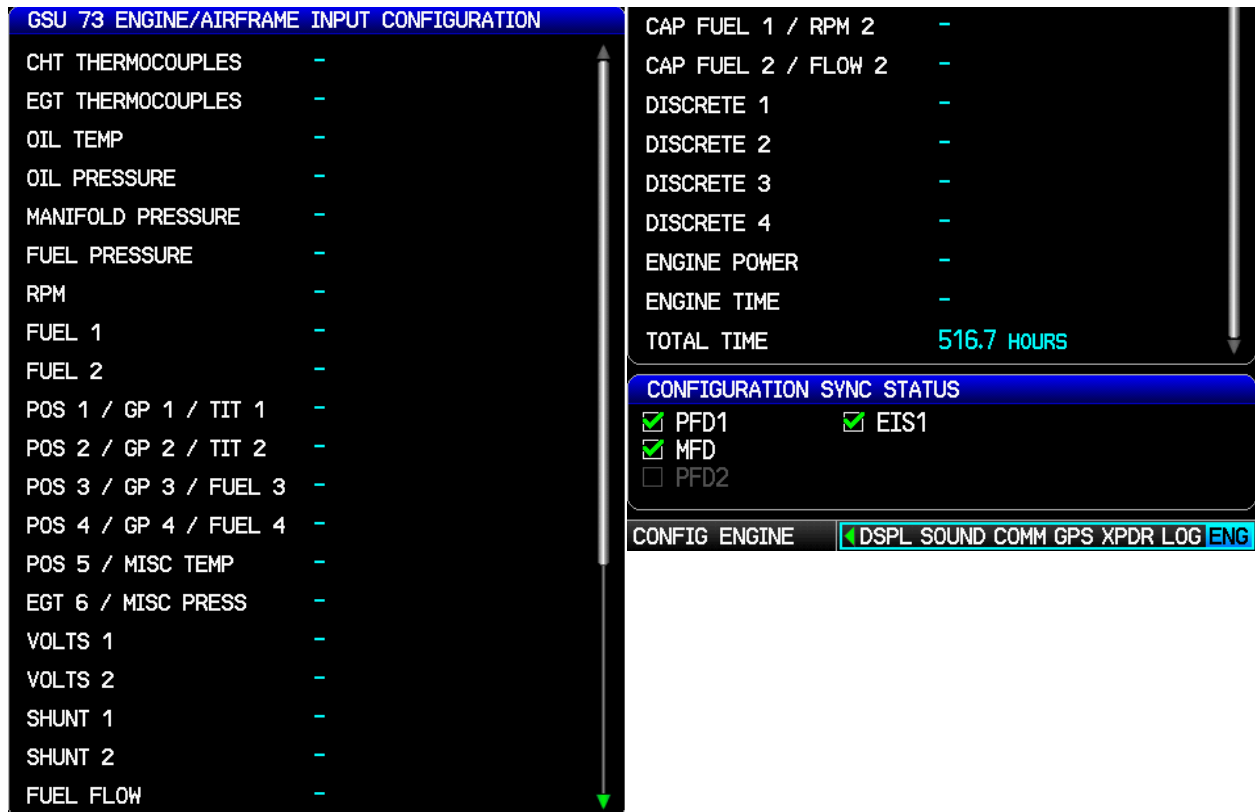 GSU 73 ENGINE/AIRFRAME INPUT CONFIGURATION
CHT THERMOCOUPLES -
EGT THERMOCOUPLES -
OIL TEMP -
OIL PRESSURE -
MANIFOLD PRESSURE -
FUEL PRESSURE -
RPM -
FUEL 1 -
FUEL 2 -
POS 1 / GP 1 / TIT 1 -
POS 2 / GP 2 / TIT 2 -
POS 3 / GP 3 / FUEL 3 -
POS 4 / GP 4 / FUEL 4 -
POS 5 / MISC TEMP -
EGT 6 / MISC PRESS -
VOLTS 1 -
VOLTS 2 -
SHUNT 1 -
SHUNT 2 -
FUEL FLOW -
CAP FUEL 1 / RPM 2 -
CAP FUEL 2 / FLOW 2 -
DISCRETE 1 -
DISCRETE 2 -
DISCRETE 3 -
DISCRETE 4 -
ENGINE POWER -
ENGINE TIME -
TOTAL TIME 516.7 HOURS
CONFIGURATION SYNC STATUS
PFD1 EIS1
MFD
PFD2
CONFIG ENGINE DSPL SOUND COMM GPS XPDR LOG ENG